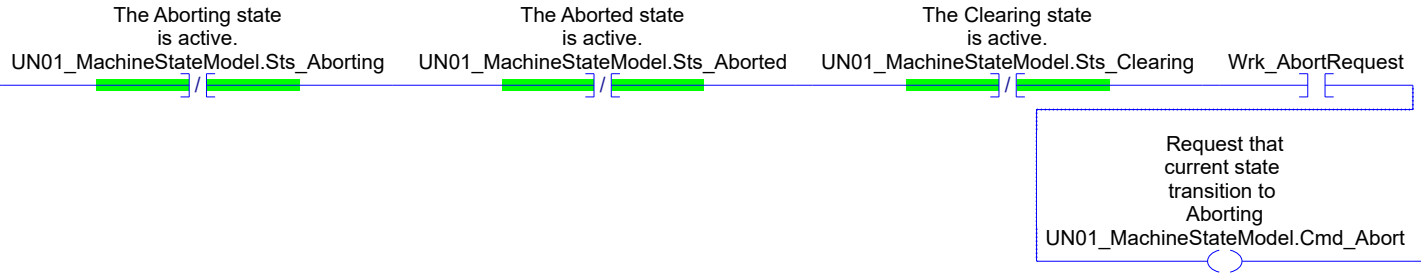 The Aborting state
is active.
UN01_MachineStateModel.Sts_Aborting
The Aborted state
is active.
UN01_MachineStateModel.Sts_Aborted
The Clearing state
is active.
UN01_MachineStateModel.Sts_Clearing
Wrk_AbortRequest
/
/
/
Request that
current state
transition to
Aborting
UN01_MachineStateModel.Cmd_Abort